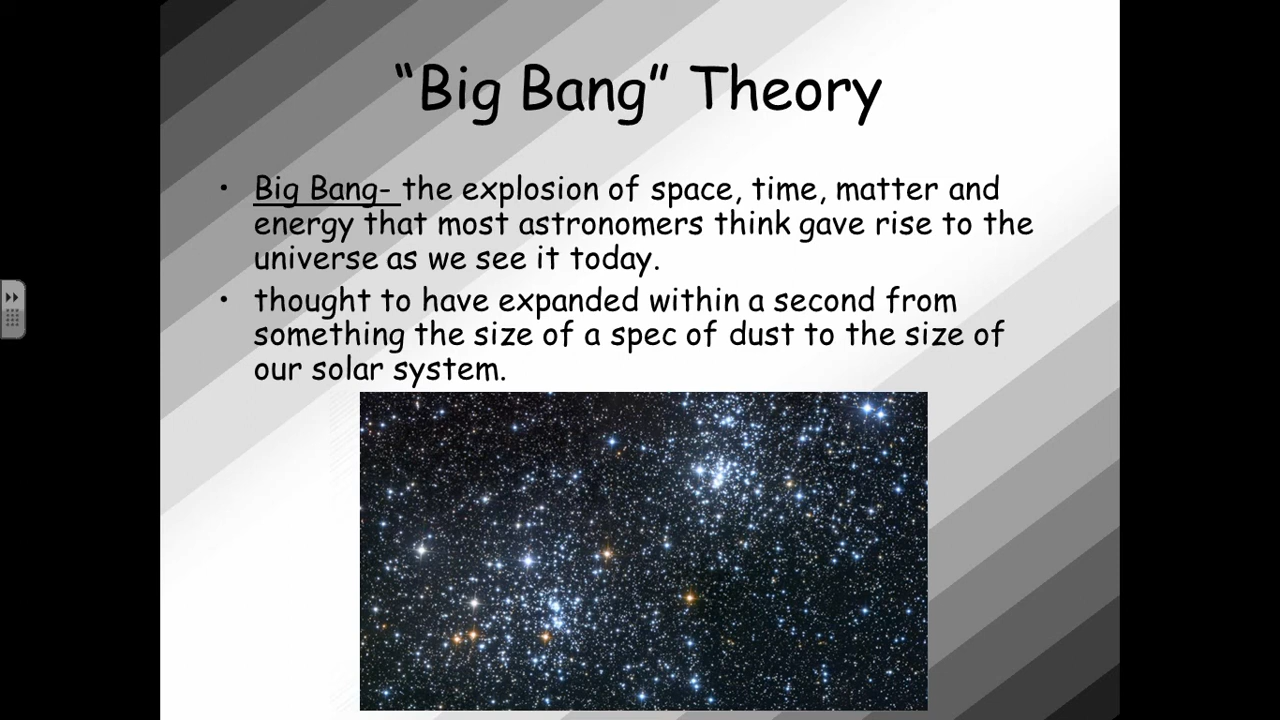 “Big Bang” Theory
• Big Bang- the explosion of space, time, matter and
energy that most astronomers think gave rise to the
universe as we see it today.
• thought to have expanded within a second from
something the size of a spec of dust to the size of
our solar system.